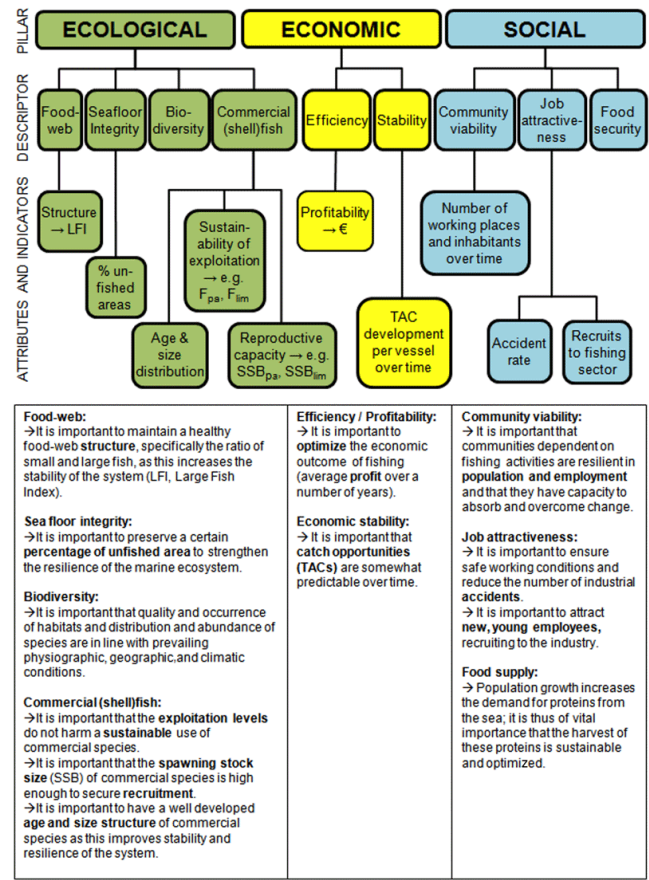 PILLAR
ECOLOGICAL
ECONOMIC
SOCIAL
DESCRIPTOR
Food-
web
Seafloor
Integrity
Bio-
diversity
Commercial
(shell)fish
Efficiency
Stability
Community
viability
Job
attractive-
ness
Food
security
ATTRIBUTES AND INDICATORS
Structure
→ LFI
% un-
fished
areas
Sustain-
ability of
exploitation
→ e.g.
Fpa, Flim
Age &
size
distribution
Reproductive
capacity → e.g.
SSBpa, SSBlim
Profitability
→ €
TAC
development
per vessel
over time
Number of
working places
and inhabitants
over time
Accident
rate
Recruits
to fishing
sector
Food-web:
→It is important to maintain a healthy
food-web structure, specifically the ratio of
small and large fish, as this increases the
stability of the system (LFI, Large Fish
Index).
Sea floor integrity:
→It is important to preserve a certain
percentage of unfished area to strengthen
the resilience of the marine ecosystem.
Biodiversity:
→It is important that quality and occurrence
of habitats and distribution and abundance of
species are in line with prevailing
physiographic, geographic,and climatic
conditions.
Commercial (shell)fish:
→It is important that the exploitation levels
do not harm a sustainable use of
commercial species.
→It is important that the spawning stock
size (SSB) of commercial species is high
enough to secure recruitment.
→It is important to have a well developed
age and size structure of commercial
species as this improves stability and
resilience of the system.
Efficiency / Profitability:
→ It is important to
optimize the economic
outcome of fishing
(average profit over a
number of years).
Economic stability:
→ It is important that
catch opportunities
(TACs) are somewhat
predictable over time.
Community viability:
→ It is important that
communities dependent on
fishing activities are resilient in
population and employment
and that they have capacity to
absorb and overcome change.
Job attractiveness:
→ It is important to ensure
safe working conditions and
reduce the number of industrial
accidents.
→ It is important to attract
new, young employees,
recruiting to the industry.
Food supply:
→ Population growth increases
the demand for proteins from
the sea; it is thus of vital
importance that the harvest of
these proteins is sustainable
and optimized.